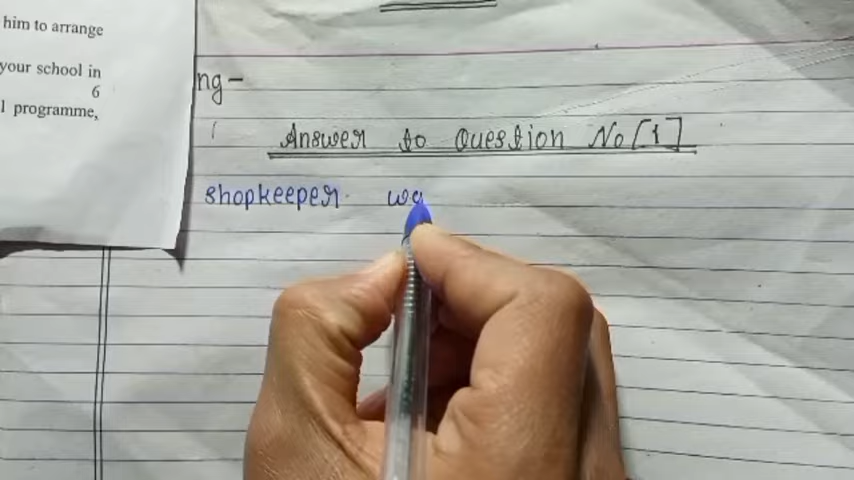 him to arrange
your school in
6
l programme,
ng-
Answer to Question No [1]
shopkeeper